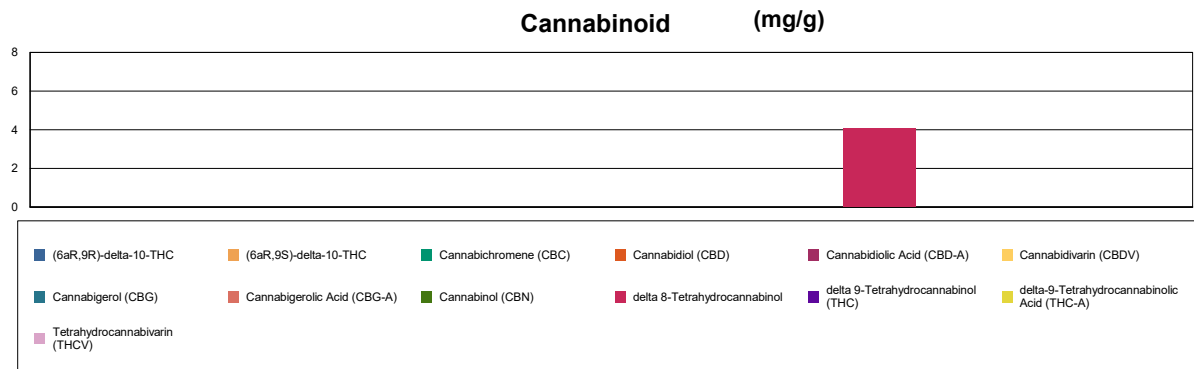 Cannabinoid (mg/g)
8
6
4
2
0
(6aR,9R)-delta-10-THC
(6aR,9S)-delta-10-THC
Cannabichromene (CBC)
Cannabidiol (CBD)
Cannabidiolic Acid (CBD-A)
Cannabidivarin (CBDV)
Cannabigerol (CBG)
Cannabigerolic Acid (CBG-A)
Cannabinol (CBN)
delta 8-Tetrahydrocannabinol
delta 9-Tetrahydrocannabinol
(THC)
delta-9-Tetrahydrocannabinolic
Acid (THC-A)
Tetrahydrocannabivarin
(THCV)